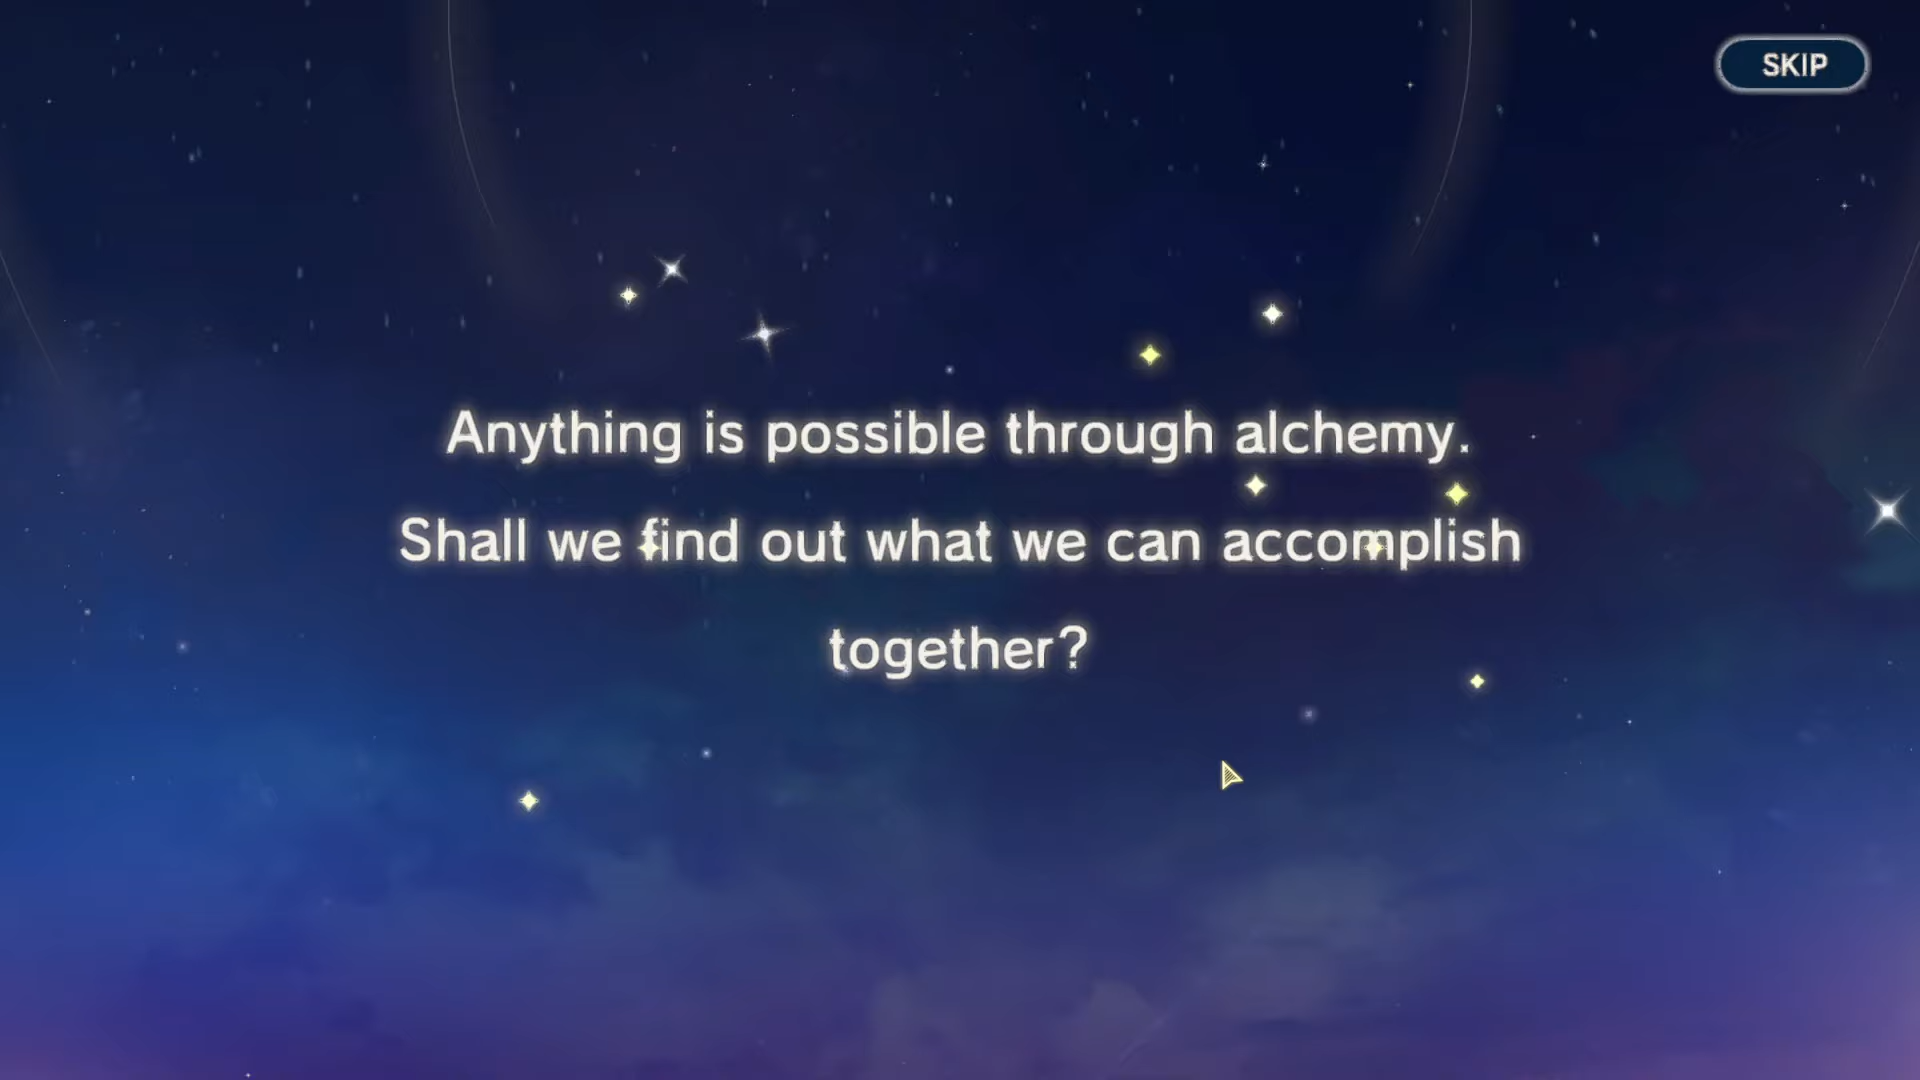 SKIP
Anything is possible through alchemy.
Shall we find out what we can accomplish
together?